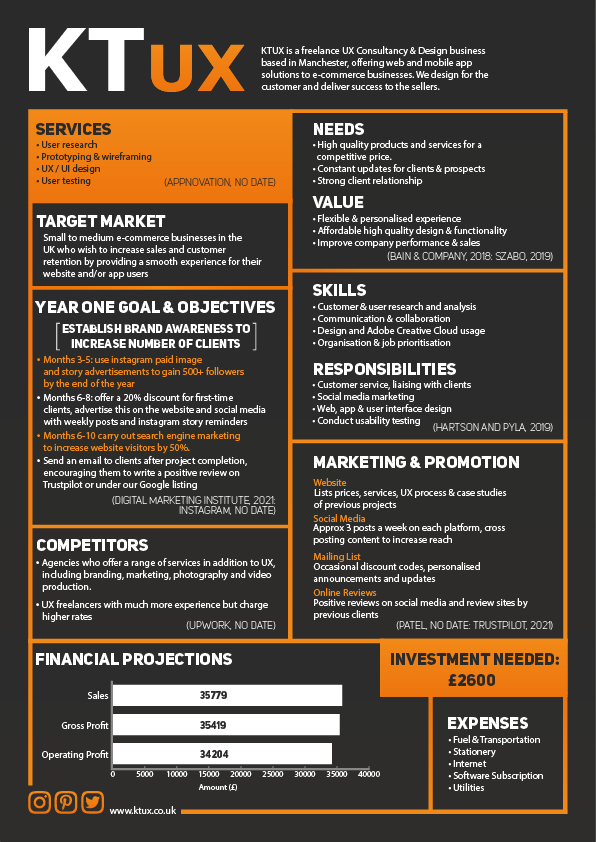 KTUX
KTUX is a freelance UX Consultancy & Design business
based in Manchester, offering web and mobile app
solutions to e-commerce businesses. We design for the
customer and deliver success to the sellers.
SERVICES
• User research
• Prototyping & wireframing
• UX / UI design
• User testing
(APPNOVATION, NO DATE)
TARGET MARKET
Small to medium e-commerce businesses in the
UK who wish to increase sales and customer
retention by providing a smooth experience for their
website and/or app users
YEAR ONE GOAL & OBJECTIVES
[ESTABLISH BRAND AWARENESS TO
INCREASE NUMBER OF CLIENTS]
• Months 3-5: use instagram paid image
and story advertisements to gain 500+ followers
by the end of the year
• Months 6-8: offer a 20% discount for first-time
clients, advertise this on the website and social media
with weekly posts and instagram story reminders
• Months 6-10 carry out search engine marketing
to increase website visitors by 50%.
• Send an email to clients after project completion,
encouraging them to write a positive review on
Trustpilot or under our Google listing
(DIGITAL MARKETING INSTITUTE, 2021:
INSTAGRAM, NO DATE)
COMPETITORS
• Agencies who offer a range of services in addition to UX,
including branding, marketing, photography and video
production.
• UX freelancers with much more experience but charge
higher rates
(UPWORK, NO DATE)
NEEDS
• High quality products and services for a
competitive price.
• Constant updates for clients & prospects
• Strong client relationship
VALUE
• Flexible & personalised experience
• Affordable high quality design & functionality
• Improve company performance & sales
(BAIN & COMPANY, 2018: SZABO, 2019)
SKILLS
• Customer & user research and analysis
• Communication & collaboration
• Design and Adobe Creative Cloud usage
• Organisation & job prioritisation
RESPONSIBILITIES
• Customer service, liaising with clients
• Social media marketing
• Web, app & user interface design
• Conduct usability testing
(HARTSON AND PYLA, 2019)
MARKETING & PROMOTION
Website
Lists prices, services, UX process & case studies
of previous projects
Social Media
Approx 3 posts a week on each platform, cross
posting content to increase reach
Mailing List
Occasional discount codes, personalised
announcements and updates
Online Reviews
Positive reviews on social media and review sites by
previous clients
(PATEL, NO DATE: TRUSTPILOT, 2021)
FINANCIAL PROJECTIONS
Sales 35779
Gross Profit 35419
Operating Profit 34204
0 5000 10000 15000 20000 25000 30000 35000 40000
Amount (£)
INVESTMENT NEEDED:
£2600
EXPENSES
• Fuel & Transportation
• Stationery
• Internet
• Software Subscription
• Utilities
www.ktux.co.uk